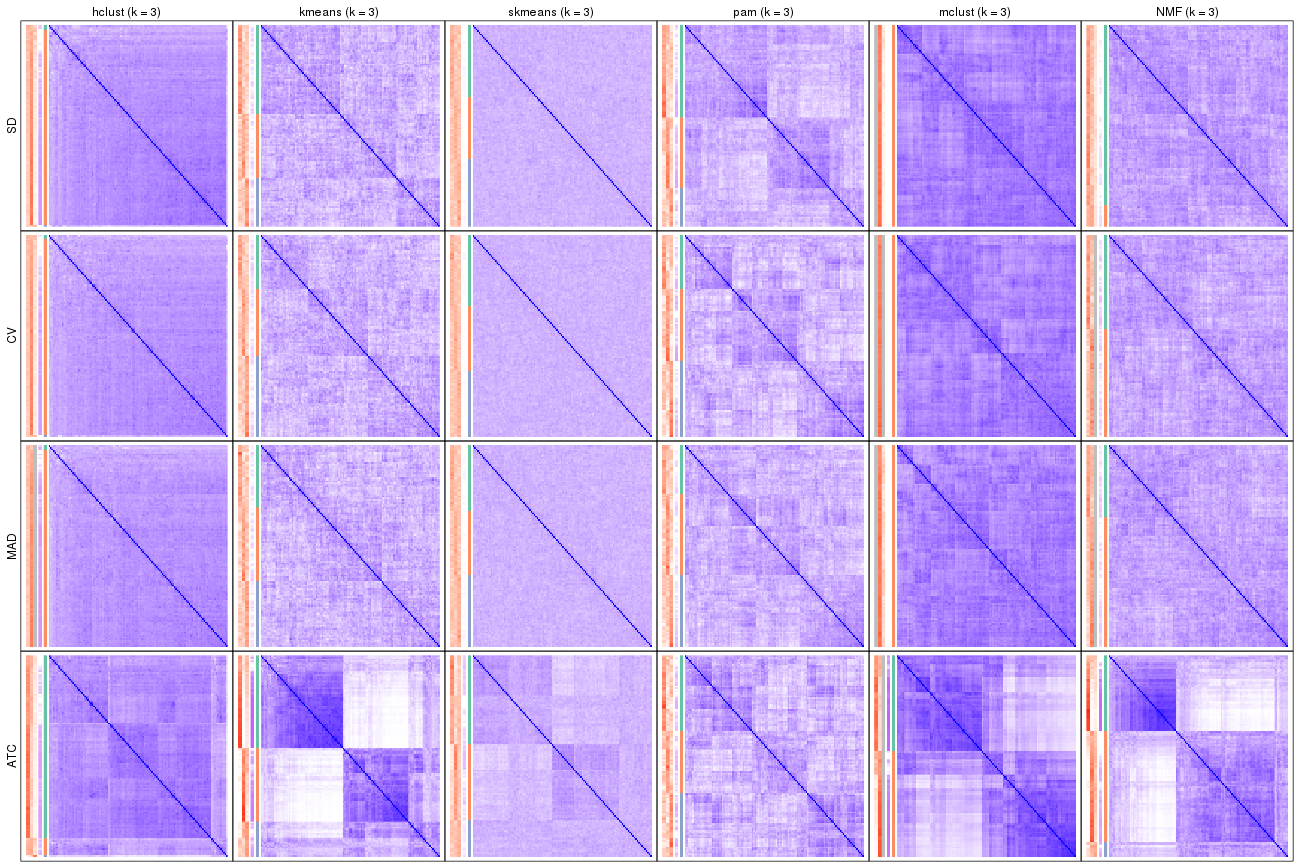 hclust (k = 3) kmeans (k = 3) skmeans (k = 3) pam (k = 3) mclust (k = 3) NMF (k = 3)
SD
CV
MAD
ATC